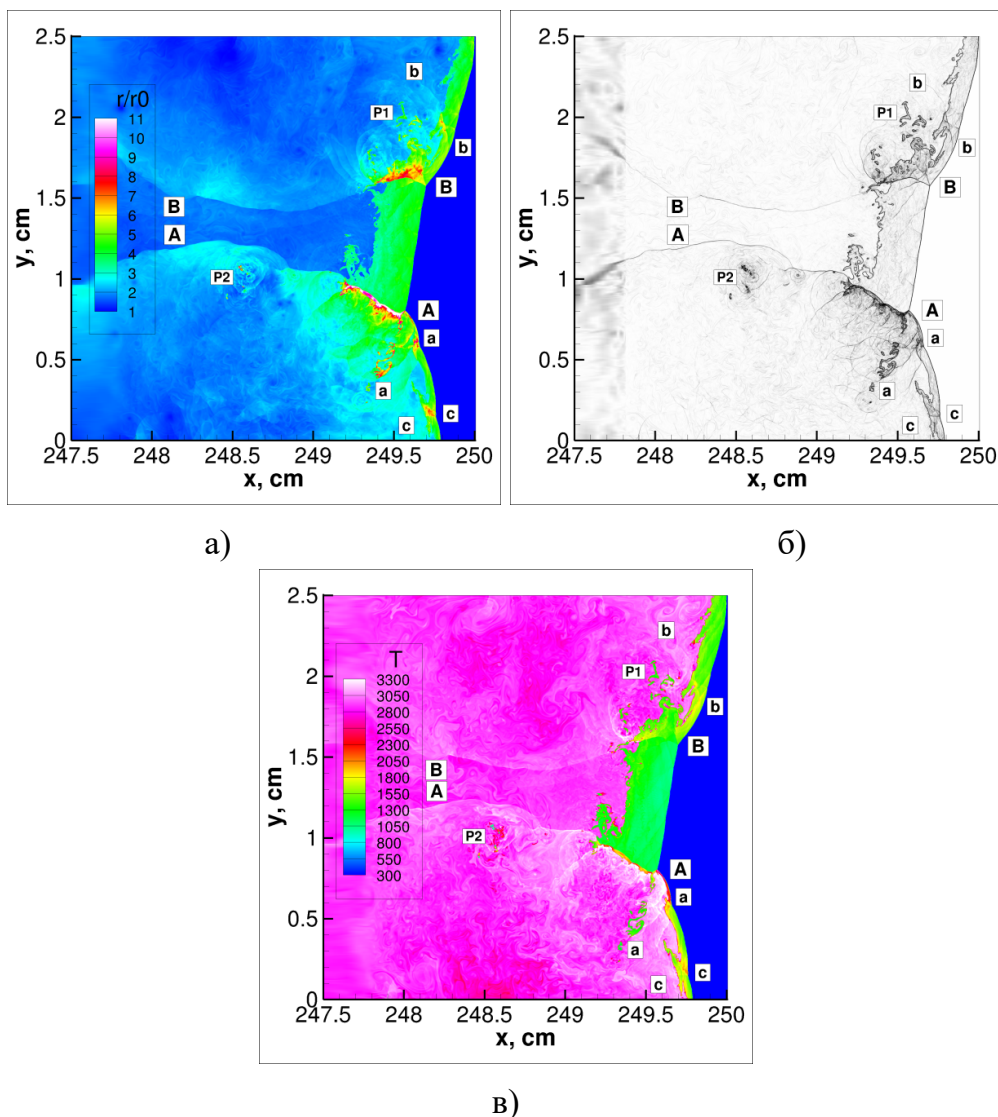 2.5
2
1.5
1
0.5
0
y, cm
r/r0
11
10
9
8
7
6
5
4
3
2
1
b
P1
b
B
B
A
P2
A
a
a
c
c
247.5 248 248.5 249 249.5 250
x, cm
а)
2.5
2
1.5
1
0.5
0
y, cm
b
P1
b
B
B
A
P2
A
a
a
c
c
247.5 248 248.5 249 249.5 250
x, cm
б)
2.5
2
1.5
1
0.5
0
y, cm
T
3300
3050
2800
2550
2300
2050
1800
1550
1300
1050
800
550
300
b
P1
b
B
B
A
P2
A
a
a
c
c
247.5 248 248.5 249 249.5 250
x, cm
в)